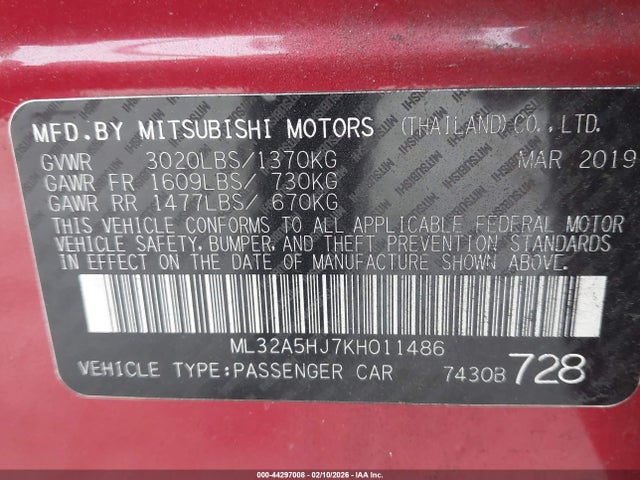 MFD.BY MITSUBISHI MOTORS (THAILAND)CO.,LTD.
GVWR 3020LBS/1370KG MAR 2019
GAWR FR 1609LBS/ 730KG
GAWR RR 1477LBS/ 670KG
THIS VEHICLE CONFORMS TO ALL APPLICABLE FEDERAL MOTOR
VEHICLE SAFETY, BUMPER, AND THEFT PREVENTION STANDARDS
IN EFFECT ON THE DATE OF MANUFACTURE SHOWN ABOVE.
ML32A5HJ7KH011486
VEHICLE TYPE:PASSENGER CAR 7430B 728
000-44297008 - 02/10/2026 - IAA Inc.